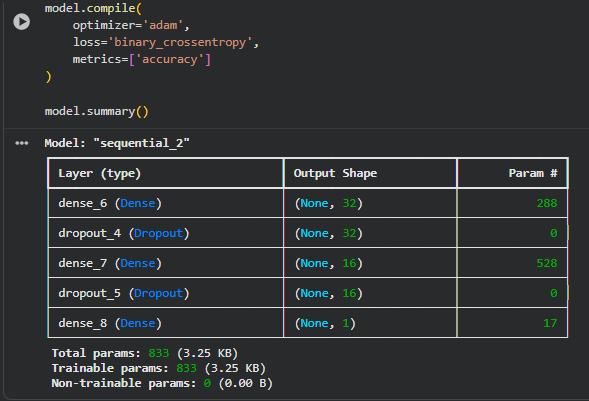 model.compile(
optimizer='adam',
loss='binary_crossentropy',
metrics=['accuracy']
)
model.summary()
Model: "sequential_2"
Layer (type) Output Shape Param #
dense_6 (Dense) (None, 32) 288
dropout_4 (Dropout) (None, 32) 0
dense_7 (Dense) (None, 16) 528
dropout_5 (Dropout) (None, 16) 0
dense_8 (Dense) (None, 1) 17
Total params: 833 (3.25 KB)
Trainable params: 833 (3.25 KB)
Non-trainable params: 0 (0.00 B)